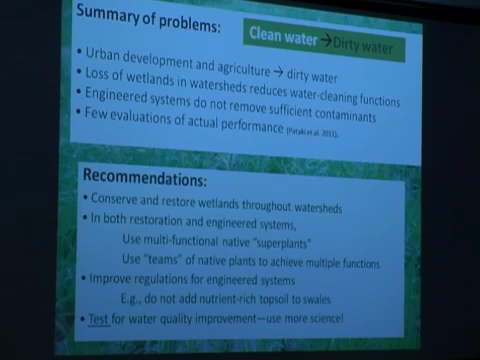 Summary of problems:
Clean water → Dirty water
• Urban development and agriculture → dirty water
• Loss of wetlands in watersheds reduces water-cleaning functions
• Engineered systems do not remove sufficient contaminants
• Few evaluations of actual performance (Pataki et al. 2011).
Recommendations:
• Conserve and restore wetlands throughout watersheds
• In both restoration and engineered systems,
Use multi-functional native "superplants"
Use "teams" of native plants to achieve multiple functions
• Improve regulations for engineered systems
E.g., do not add nutrient-rich topsoil to swales
• Test for water quality improvement—use more science!